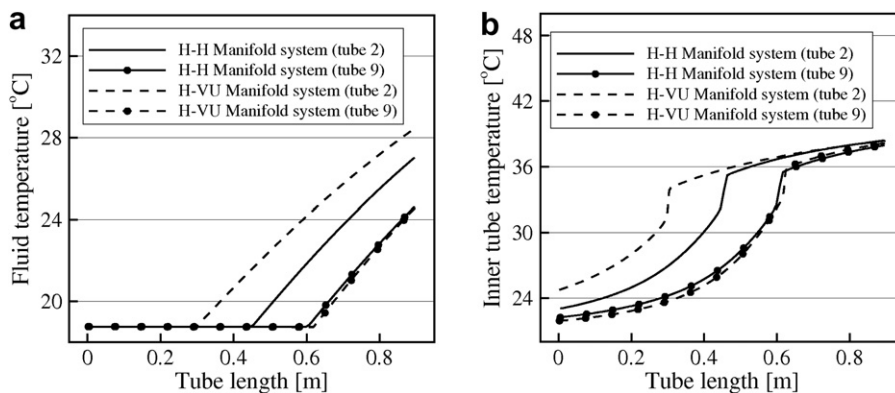 a
32
28
24
20
Fluid temperature [°C]
H-H Manifold system (tube 2)
H-H Manifold system (tube 9)
H-VU Manifold system (tube 2)
H-VU Manifold system (tube 9)
0 0.2 0.4 0.6 0.8
Tube length [m]
b
48
42
36
30
24
Inner tube temperature [°C]
H-H Manifold system (tube 2)
H-H Manifold system (tube 9)
H-VU Manifold system (tube 2)
H-VU Manifold system (tube 9)
0 0.2 0.4 0.6 0.8
Tube length [m]